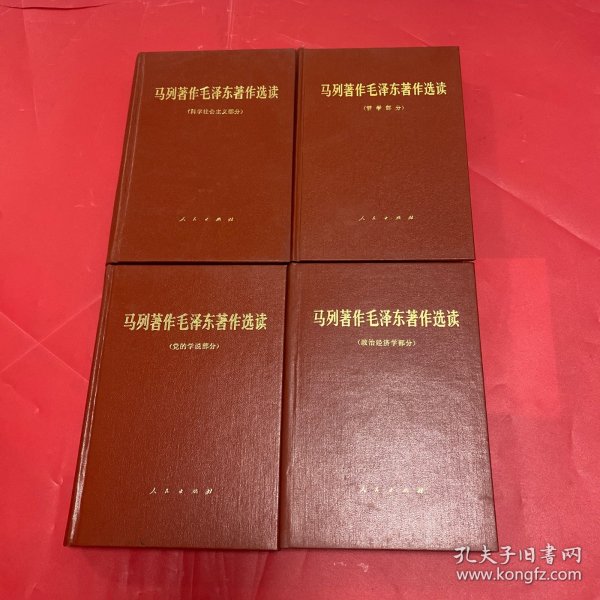 马列著作毛泽东著作选读
(科学社会主义部分)
人民出版社
马列著作毛泽东著作选读
(哲学部分)
人民出版社
马列著作毛泽东著作选读
(党的学说部分)
人民出版社
马列著作毛泽东著作选读
(政治经济学部分)
人民出版社
孔夫子旧书网
www.kongfz.com